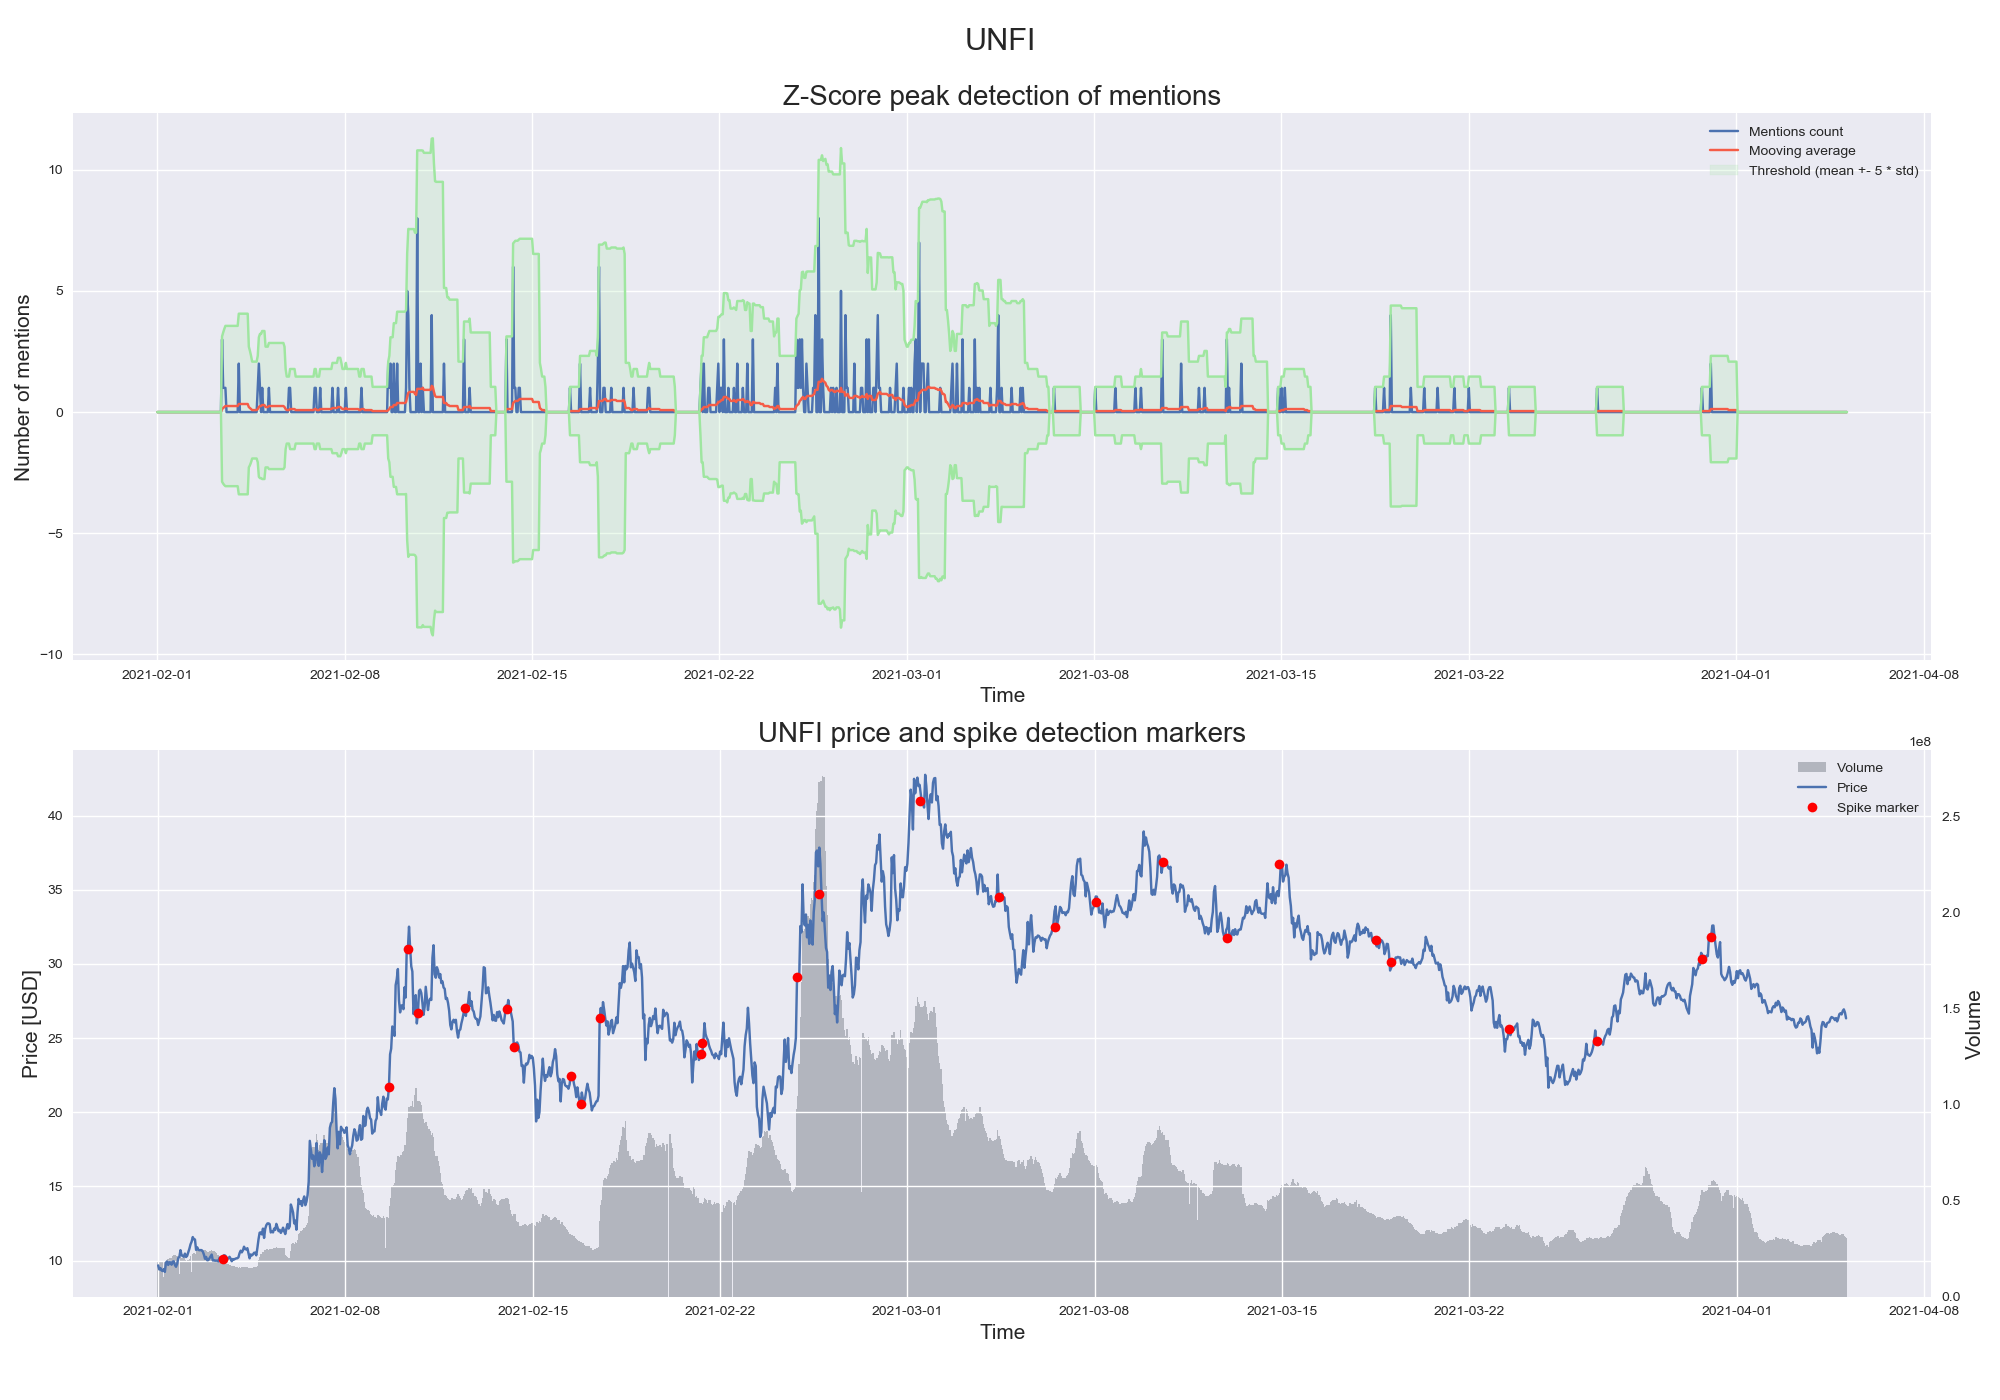 UNFI
Z-Score peak detection of mentions
Mentions count
Mooving average
Threshold (mean +- 5 * std)
Number of mentions
10
5
0
−5
−10
2021-02-01 2021-02-08 2021-02-15 2021-02-22 2021-03-01 2021-03-08 2021-03-15 2021-03-22 2021-04-01 2021-04-08
Time
UNFI price and spike detection markers
1e8
Volume
Price
Spike marker
Price [USD]
40
35
30
25
20
15
10
2.5
2.0
1.5
1.0
0.5
0.0
Volume
2021-02-01 2021-02-08 2021-02-15 2021-02-22 2021-03-01 2021-03-08 2021-03-15 2021-03-22 2021-04-01 2021-04-08
Time